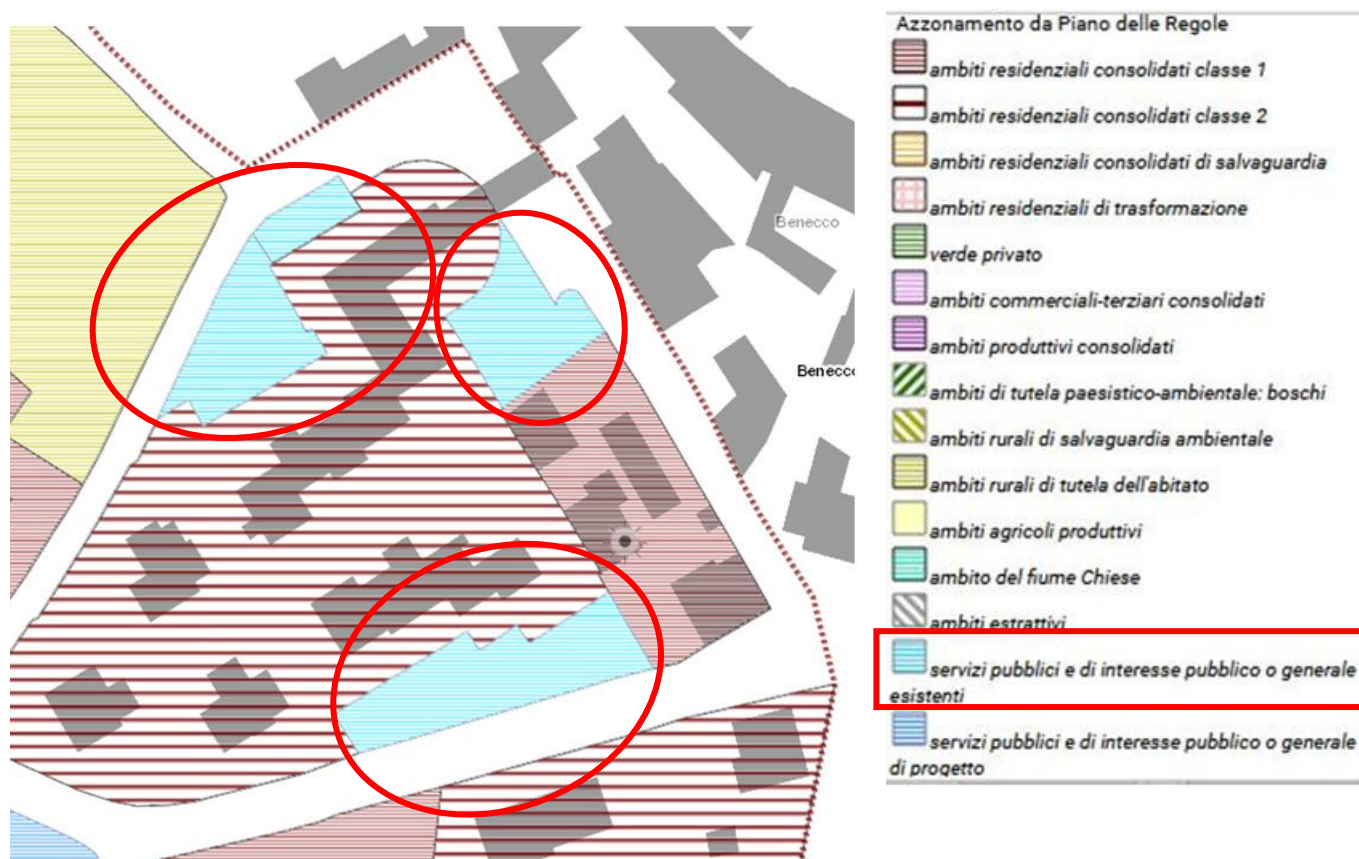 Benecco
Benecco
Azzonamento da Piano delle Regole
ambiti residenziali consolidati classe 1
ambiti residenziali consolidati classe 2
ambiti residenziali consolidati di salvaguardia
ambiti residenziali di trasformazione
verde privato
ambiti commerciali-terziari consolidati
ambiti produttivi consolidati
ambiti di tutela paesistico-ambientale: boschi
ambiti rurali di salvaguardia ambientale
ambiti rurali di tutela dell'abitato
ambiti agricoli produttivi
ambito del fiume Chiese
ambiti estrattivi
servizi pubblici e di interesse pubblico o generale
esistenti
servizi pubblici e di interesse pubblico o generale
di progetto